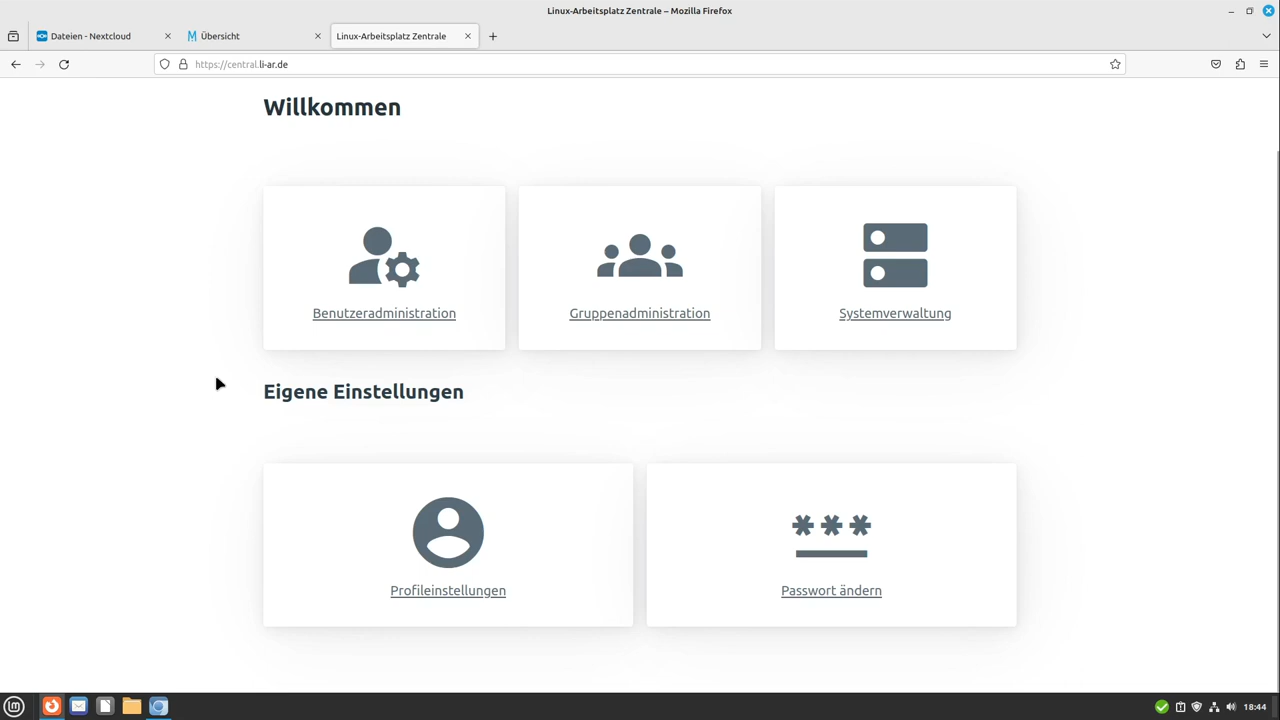 Linux-Arbeitsplatz Zentrale – Mozilla Firefox
Dateien - Nextcloud
Übersicht
Linux-Arbeitsplatz Zentrale
https://central.li-ar.de
Willkommen
Benutzeradministration
Gruppenadministration
Systemverwaltung
Eigene Einstellungen
Profileinstellungen
Passwort ändern
18:44